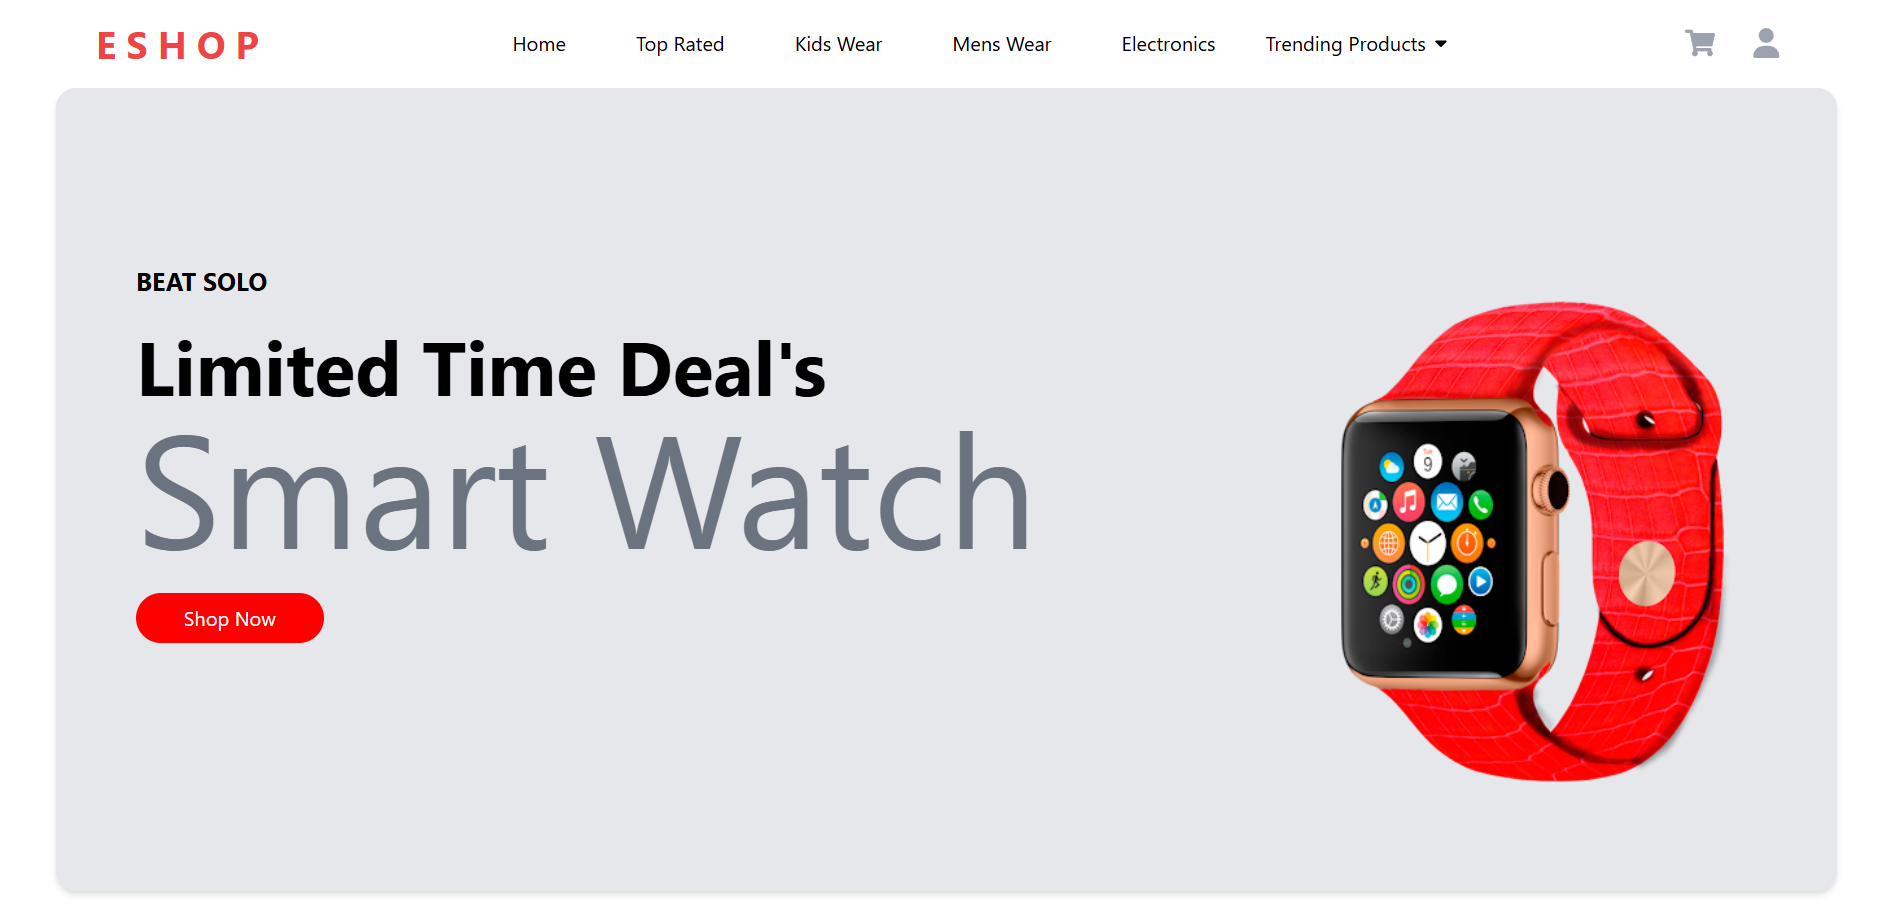 ESHOP
Home
Top Rated
Kids Wear
Mens Wear
Electronics
Trending Products
BEAT SOLO
Limited Time Deal's
Smart Watch
Shop Now
9